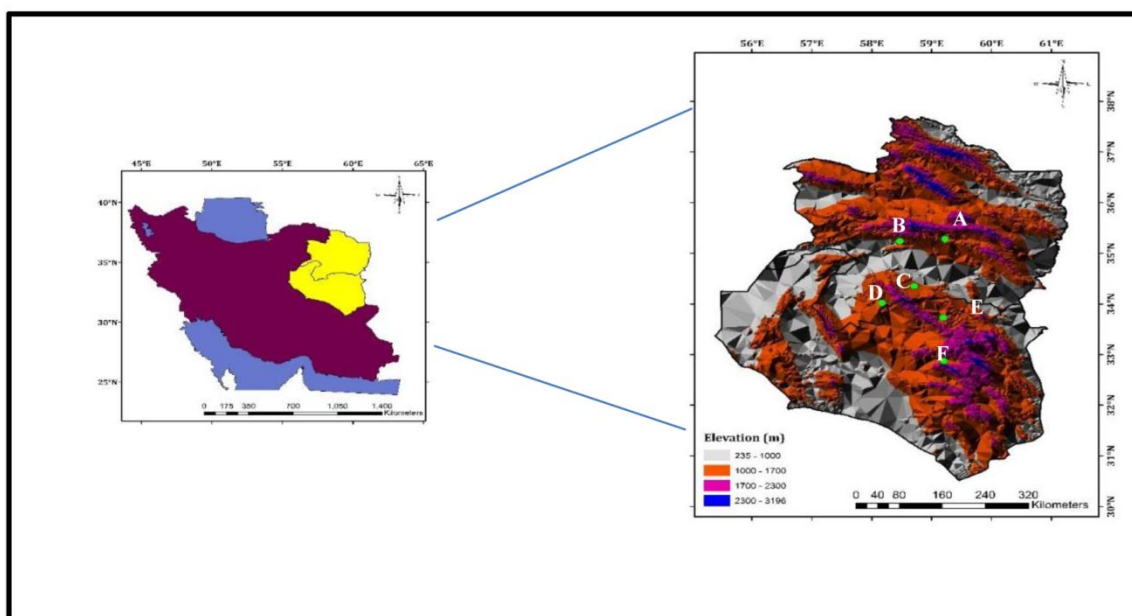 45°E 50°E 55°E 60°E 65°E
40°N
35°N
30°N
25°N
0 175 350 700 1,050 1,400
Kilometers
56°E 57°E 58°E 59°E 60°E 61°E
38°N
37°N
36°N
35°N
34°N
33°N
32°N
31°N
30°N
A
B
C
D
E
F
Elevation (m)
235 - 1000
1000 - 1700
1700 - 2300
2300 - 3196
0 40 80 160 240 320
Kilometers